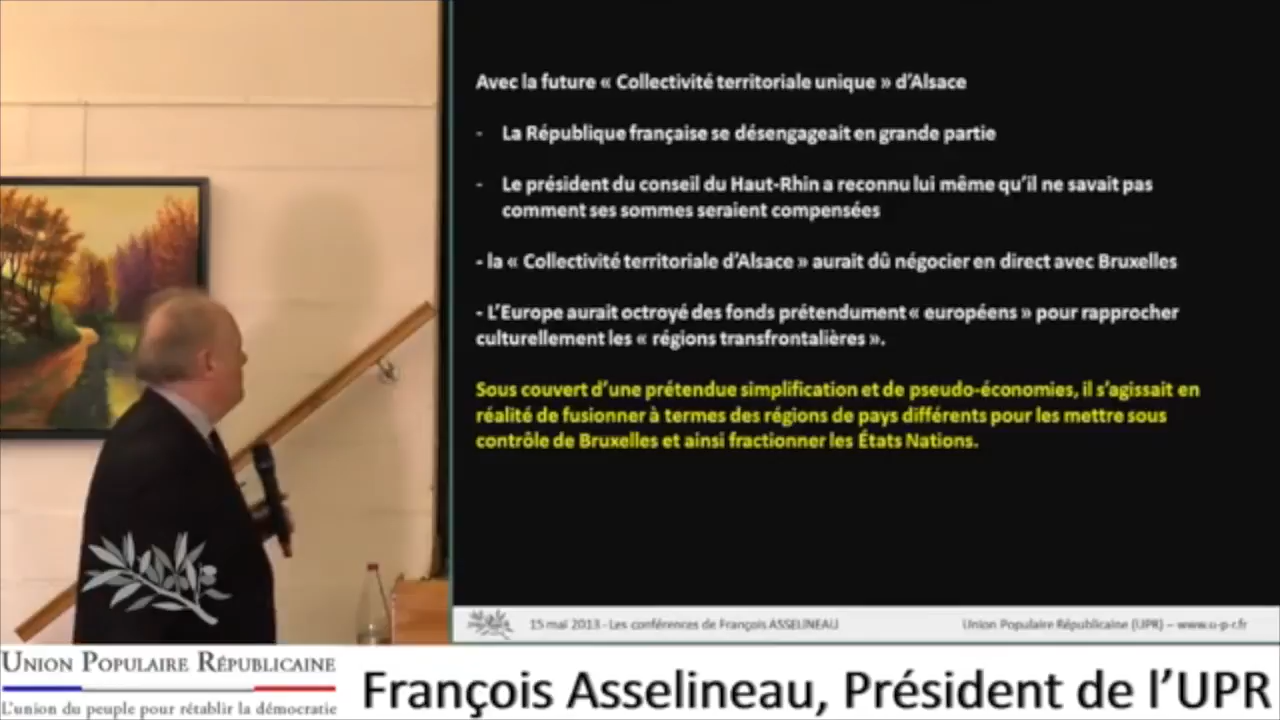 Avec la future « Collectivité territoriale unique » d’Alsace
- La République française se désengageait en grande partie
- Le président du conseil du Haut-Rhin a reconnu lui même qu’il ne savait pas
comment ses sommes seraient compensées
- la « Collectivité territoriale d’Alsace » aurait dû négocier en direct avec Bruxelles
- L’Europe aurait octroyé des fonds prétendument « européens » pour rapprocher
culturellement les « régions transfrontalières ».
Sous couvert d’une prétendue simplification et de pseudo-économies, il s’agissait en
réalité de fusionner à termes des régions de pays différents pour les mettre sous
contrôle de Bruxelles et ainsi fractionner les États Nations.
15 mai 2013 - Les conférences de François ASSELINEAU
Union Populaire Républicaine (UPR) – www.u-p-r.fr
UNION POPULAIRE RÉPUBLICAINE
L’union du peuple pour rétablir la démocratie
François Asselineau, Président de l’UPR